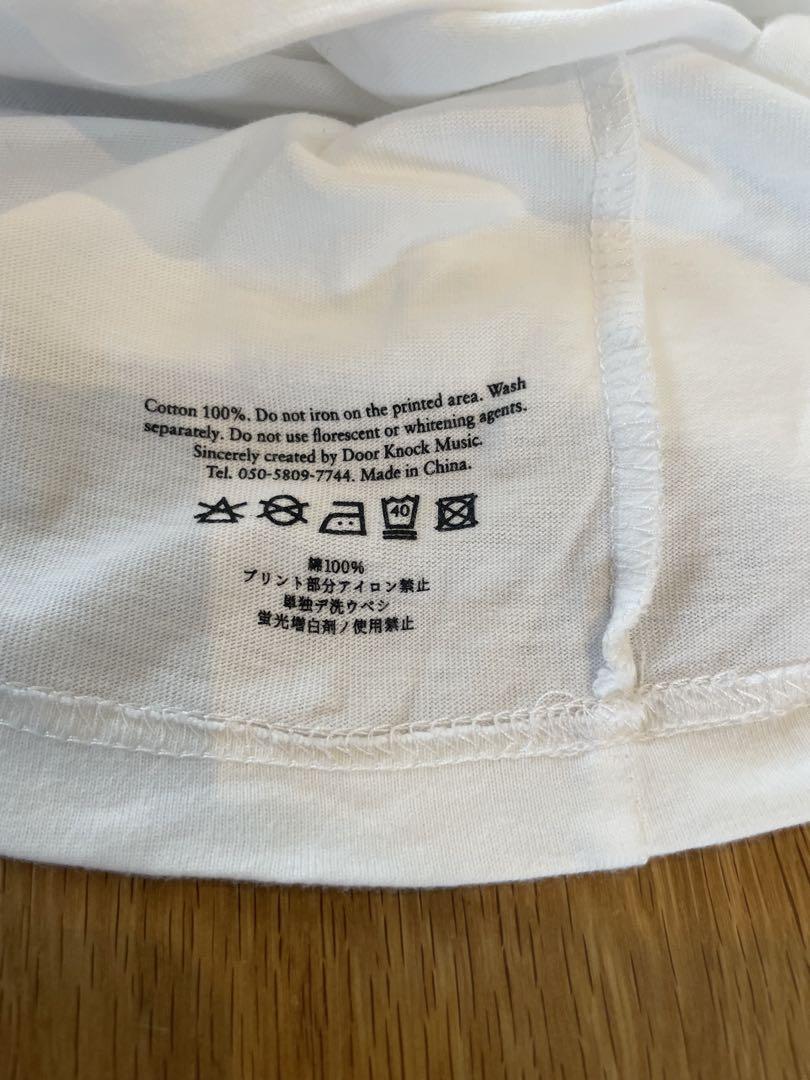 Cotton 100%. Do not iron on the printed area. Wash
separately. Do not use florescent or whitening agents.
Sincerely created by Door Knock Music.
Tel. 050-5809-7744. Made in China.
40
綿100%
プリント部分アイロン禁止
単独デ洗ウベシ
蛍光増白剤ノ使用禁止